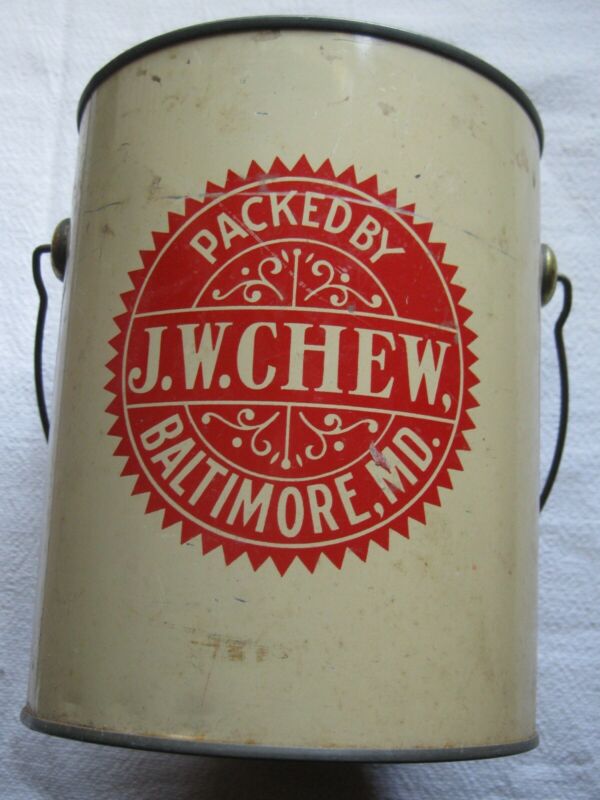 PACKED BY
J.W.CHEW,
BALTIMORE, MD.